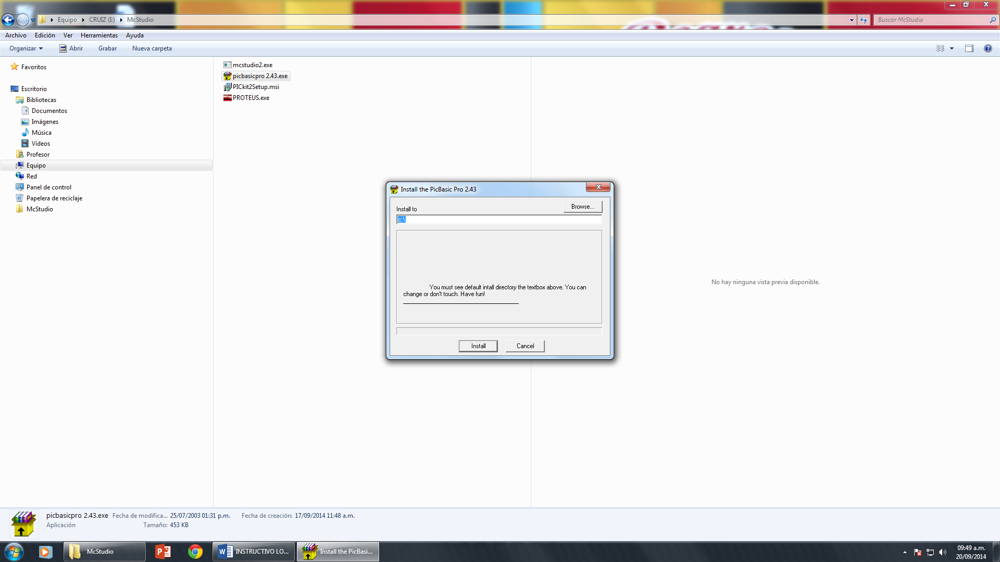 Equipo CRUIZ (I:) McStudio
Buscar McStudio
Archivo Edición Ver Herramientas Ayuda
Organizar Abrir Grabar Nueva carpeta
Favoritos
Escritorio
Bibliotecas
Documentos
Imágenes
Música
Vídeos
Profesor
Equipo
Red
Panel de control
Papelera de reciclaje
McStudio
mcstudio2.exe
picbasicpro 2.43.exe
PICkit2Setup.msi
PROTEUS.exe
Install the PicBasic Pro 2.43
Install to
Browse...
c:\
You must see default intall directory the textbox above. You can
change or don't touch. Have fun!
Install Cancel
No hay ninguna vista previa disponible.
picbasicpro 2.43.exe Fecha de modifica... 25/07/2003 01:31 p.m. Fecha de creación: 17/09/2014 11:48 a.m.
Aplicación Tamaño: 453 KB
McStudio
INSTRUCTIVO LO...
Install the PicBasi...
09:49 a.m.
20/09/2014